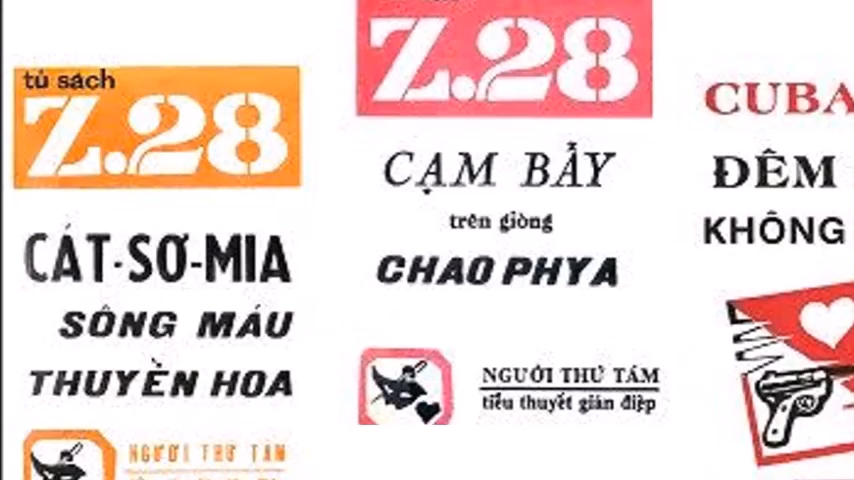 tủ sách
Z.28
CÁT-SƠ-MIA
SÔNG MÁU
THUYỀN HOA
NGƯỜI THỨ TÁM
Z.28
CẠM BẪY
trên giòng
CHAO PHYA
NGƯỜI THỨ TÁM
tiểu thuyết gián điệp
CUBA
ĐÊM
KHÔNG